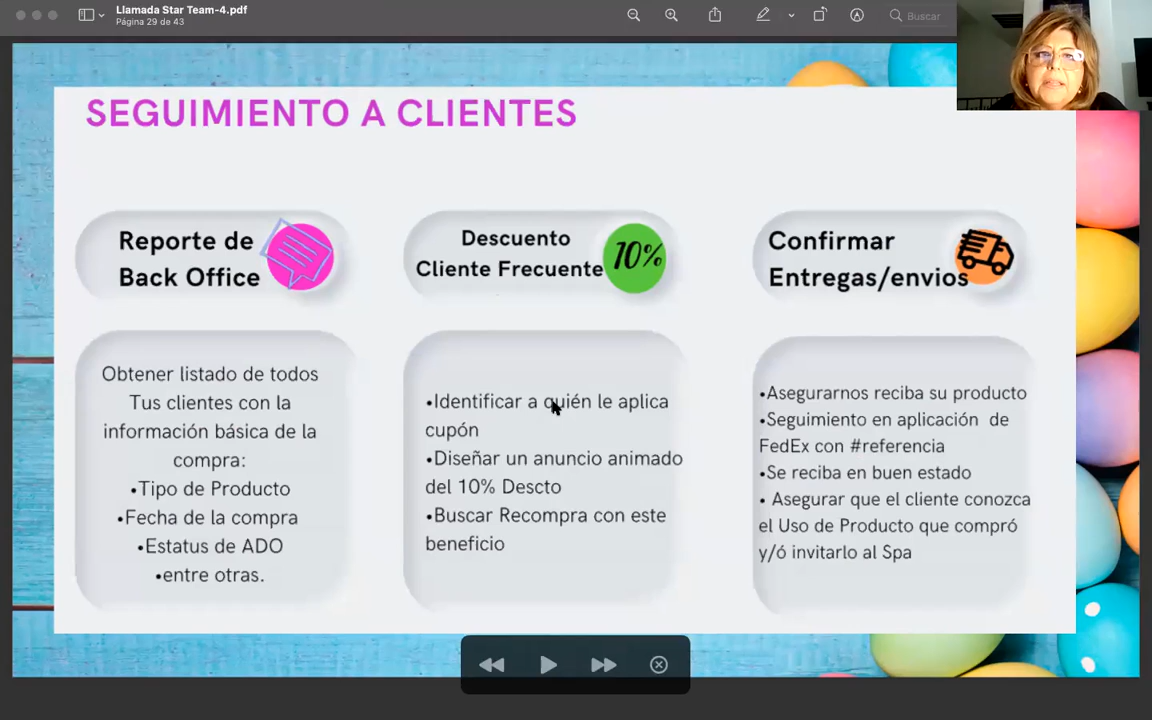 Llamada Star Team-4.pdf
Página 29 de 43
Buscar
SEGUIMIENTO A CLIENTES
Reporte de
Back Office
Obtener listado de todos
Tus clientes con la
información básica de la
compra:
•Tipo de Producto
•Fecha de la compra
•Estatus de ADO
•entre otras.
Descuento
Cliente Frecuente
10%
•Identificar a quién le aplica
cupón
•Diseñar un anuncio animado
del 10% Descto
•Buscar Recompra con este
beneficio
Confirmar
Entregas/envios
•Asegurarnos reciba su producto
•Seguimiento en aplicación de
FedEx con #referencia
•Se reciba en buen estado
• Asegurar que el cliente conozca
el Uso de Producto que compró
y/ó invitarlo al Spa